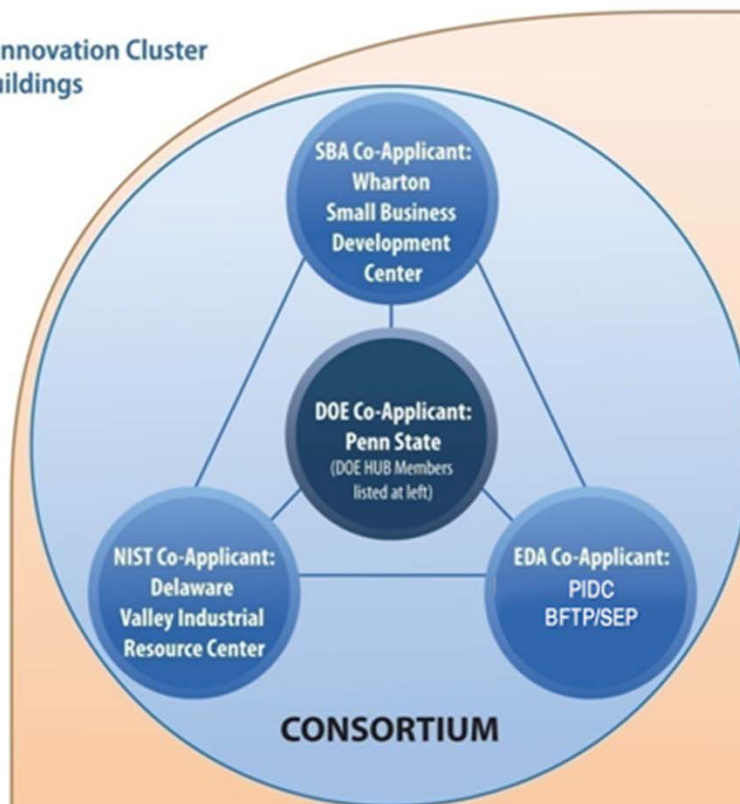 nnovation Cluster
uildings
SBA Co-Applicant:
Wharton
Small Business
Development
Center
DOE Co-Applicant:
Penn State
(DOE HUB Members
listed at left)
NIST Co-Applicant:
Delaware
Valley Industrial
Resource Center
EDA Co-Applicant:
PIDC
BFTP/SEP
CONSORTIUM